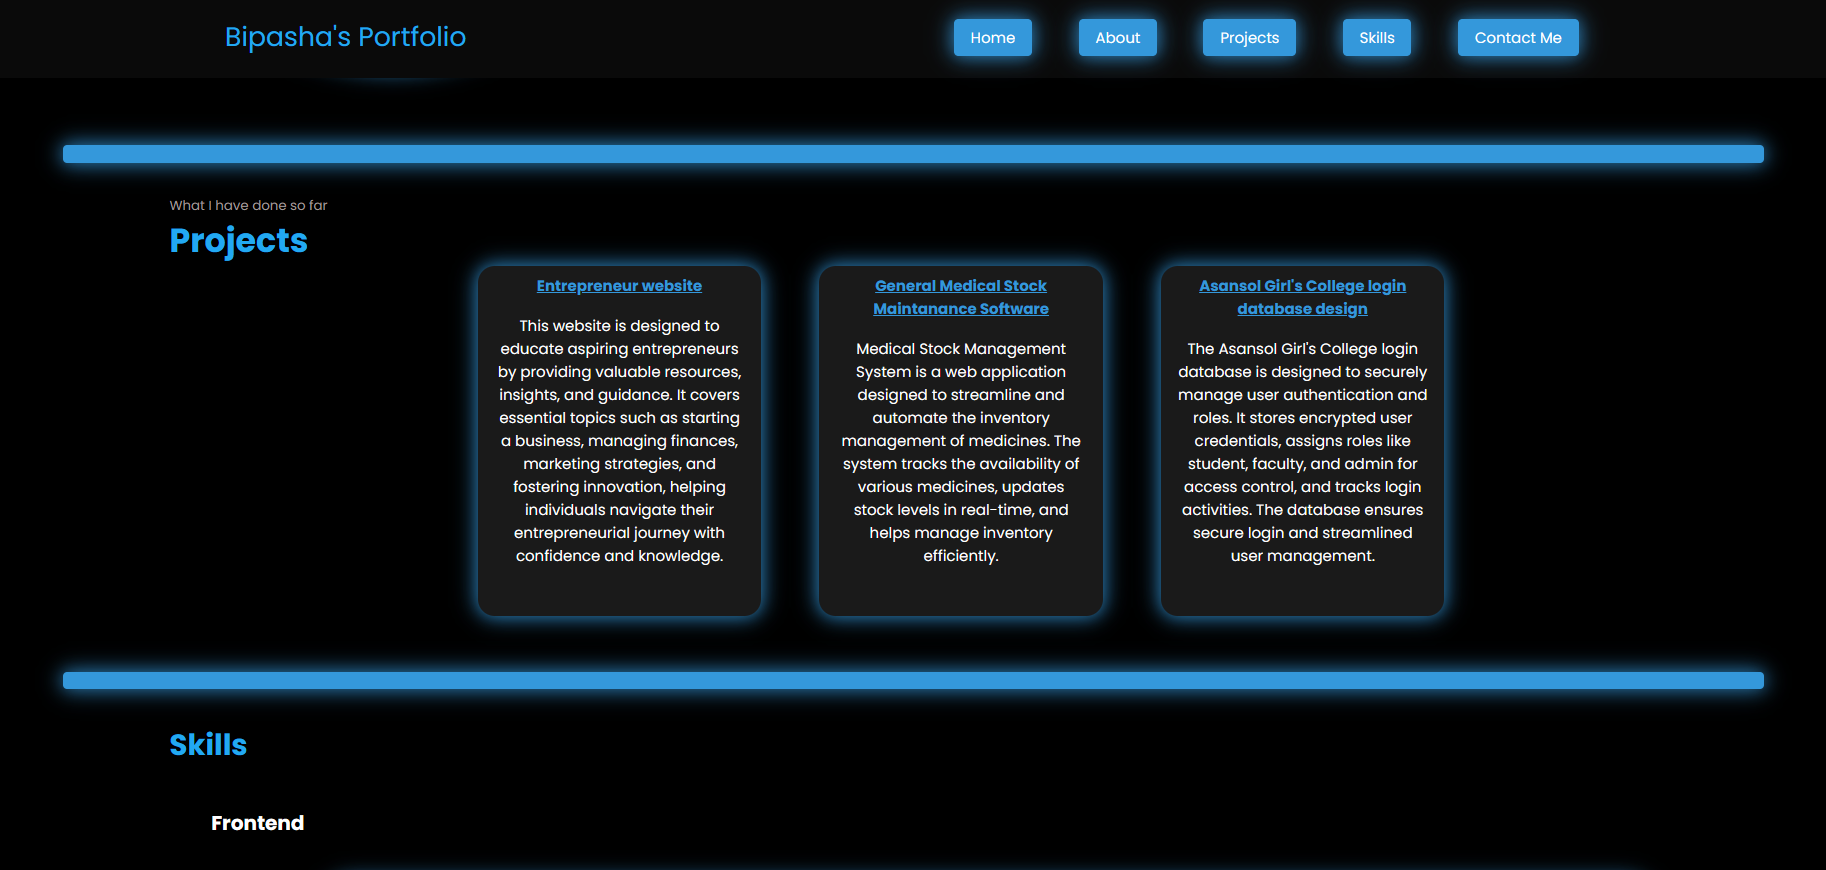 Bipasha's Portfolio
Home
About
Projects
Skills
Contact Me
What I have done so far
Projects
Entrepreneur website
This website is designed to
educate aspiring entrepreneurs
by providing valuable resources,
insights, and guidance. It covers
essential topics such as starting
a business, managing finances,
marketing strategies, and
fostering innovation, helping
individuals navigate their
entrepreneurial journey with
confidence and knowledge.
General Medical Stock
Maintanance Software
Medical Stock Management
System is a web application
designed to streamline and
automate the inventory
management of medicines. The
system tracks the availability of
various medicines, updates
stock levels in real-time, and
helps manage inventory
efficiently.
Asansol Girl's College login
database design
The Asansol Girl's College login
database is designed to securely
manage user authentication and
roles. It stores encrypted user
credentials, assigns roles like
student, faculty, and admin for
access control, and tracks login
activities. The database ensures
secure login and streamlined
user management.
Skills
Frontend